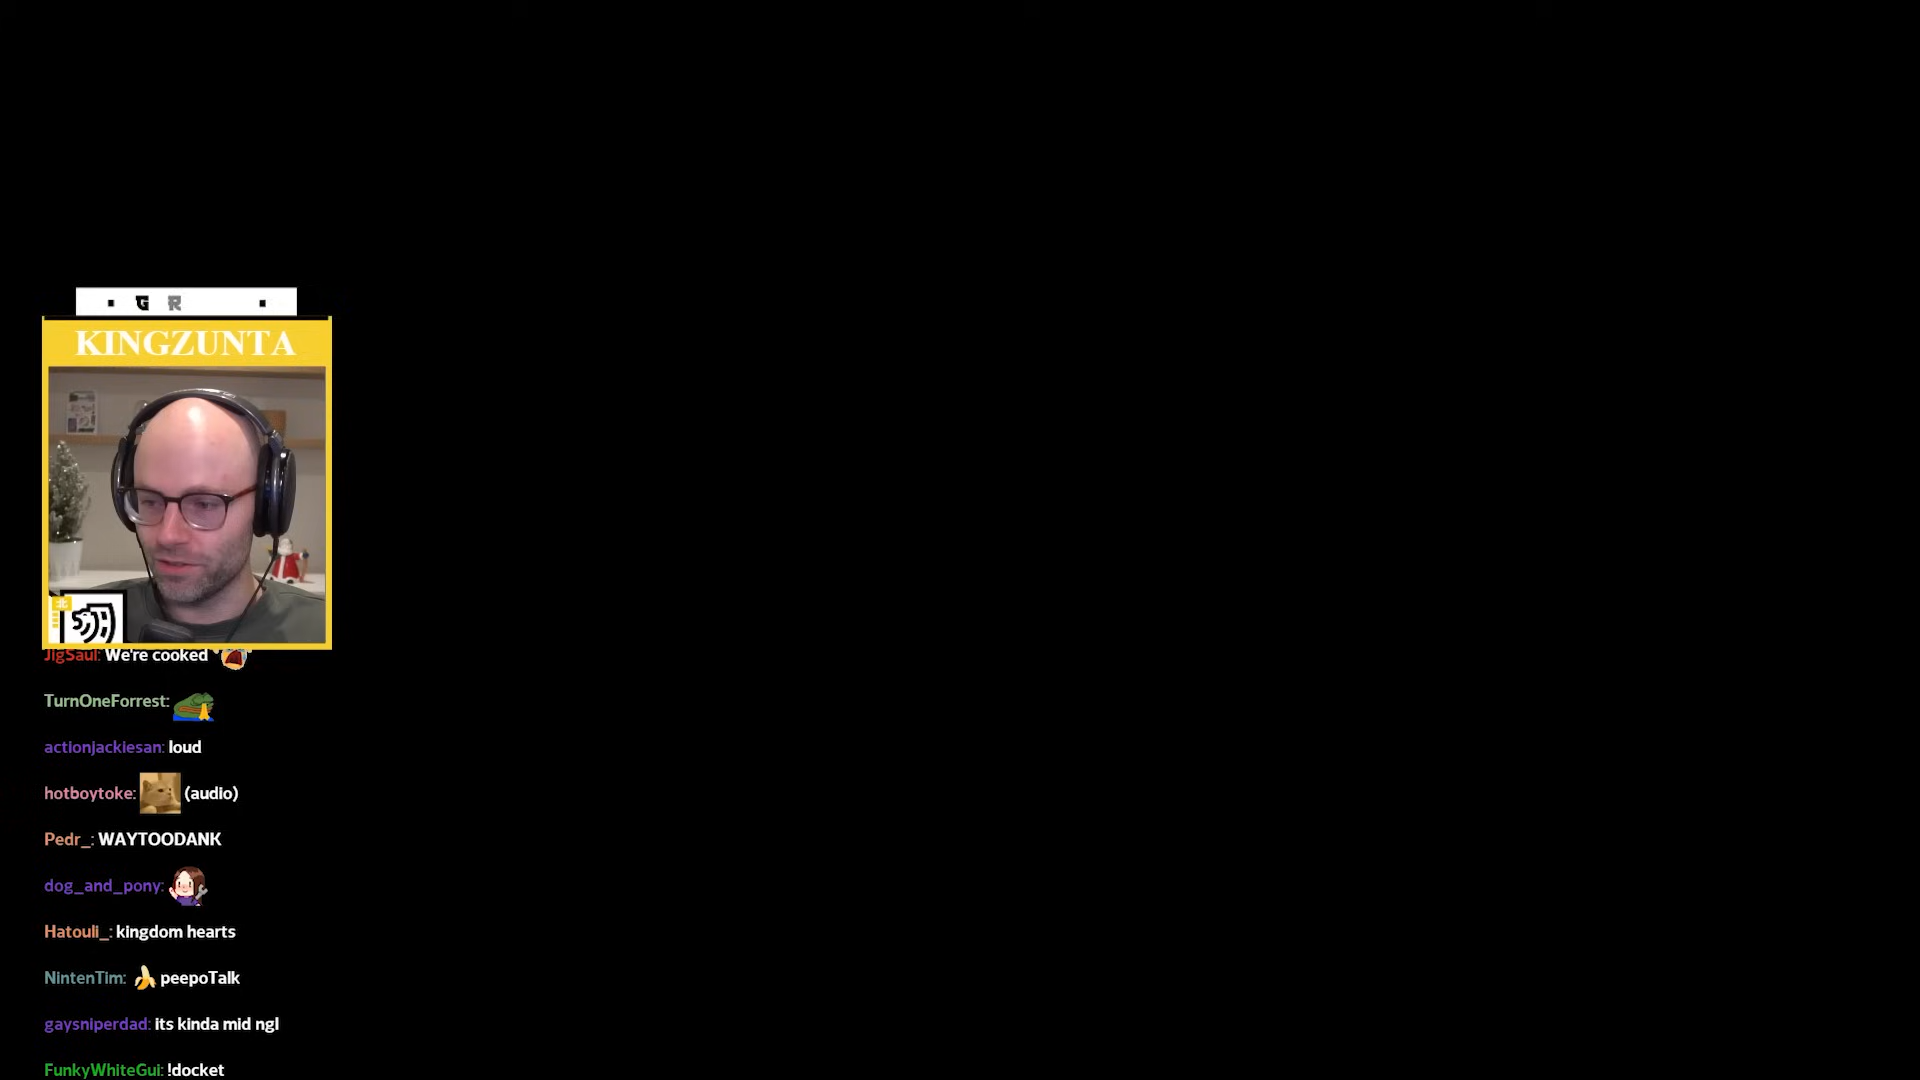 G R
KINGZUNTA
JigSaul: We're cooked
TurnOneForrest:
actionjackiesan: loud
hotboytoke: (audio)
Pedr_: WAYTOODANK
dog_and_pony:
Hatouli_: kingdom hearts
NintenTim: peepoTalk
gaysniperdad: its kinda mid ngl
FunkyWhiteGui: !docket